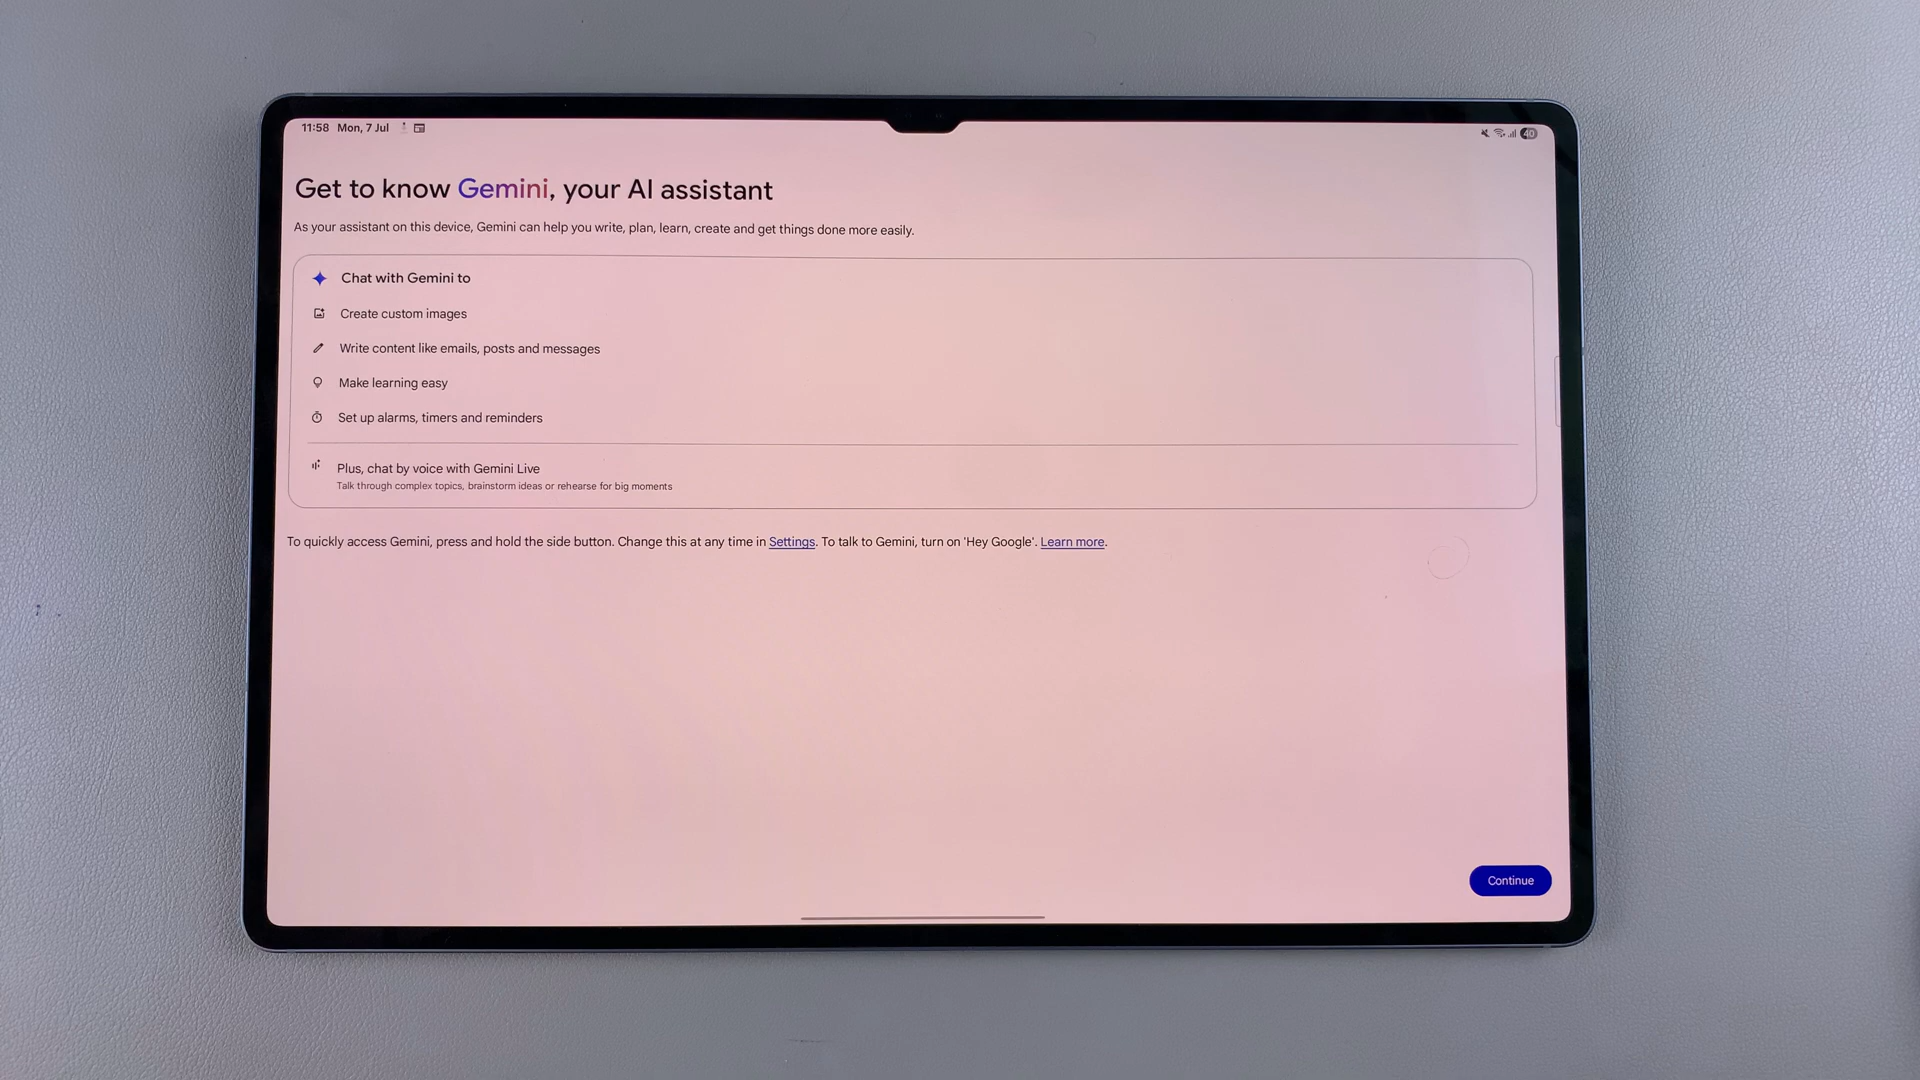 11:58 Mon, 7 Jul
40
Get to know Gemini, your AI assistant
As your assistant on this device, Gemini can help you write, plan, learn, create and get things done more easily.
Chat with Gemini to
Create custom images
Write content like emails, posts and messages
Make learning easy
Set up alarms, timers and reminders
Plus, chat by voice with Gemini Live
Talk through complex topics, brainstorm ideas or rehearse for big moments
To quickly access Gemini, press and hold the side button. Change this at any time in Settings. To talk to Gemini, turn on 'Hey Google'. Learn more.
Continue